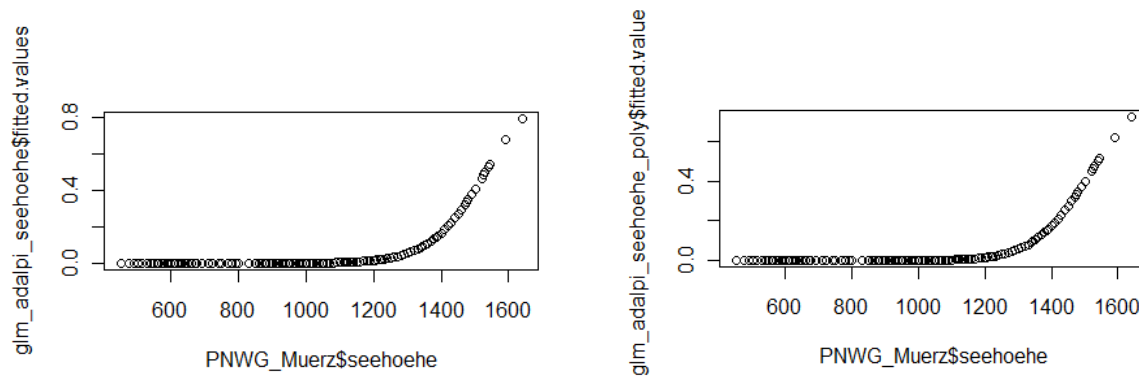 glm_adalpi_seehoehe$fitted.values
0.8
0.4
0.0
600 800 1000 1200 1400 1600
PNWG_Muerz$seehoehe
glm_adalpi_seehoehe_poly$fitted.value
0.4
0.0
600 800 1000 1200 1400 1600
PNWG_Muerz$seehoehe